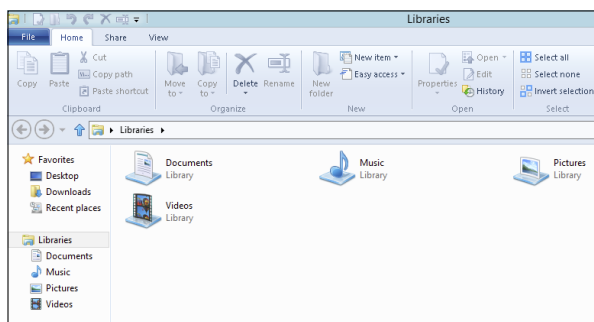 Libraries
File Home Share View
Copy Paste Cut Copy path Paste shortcut
Clipboard
Move to Copy to Delete Rename
Organize
New folder New item Easy access
New
Properties Open Edit History
Open
Select all Select none Invert selection
Select
Libraries
Favorites
Desktop
Downloads
Recent places
Libraries
Documents
Music
Pictures
Videos
Documents
Library
Music
Library
Pictures
Library
Videos
Library